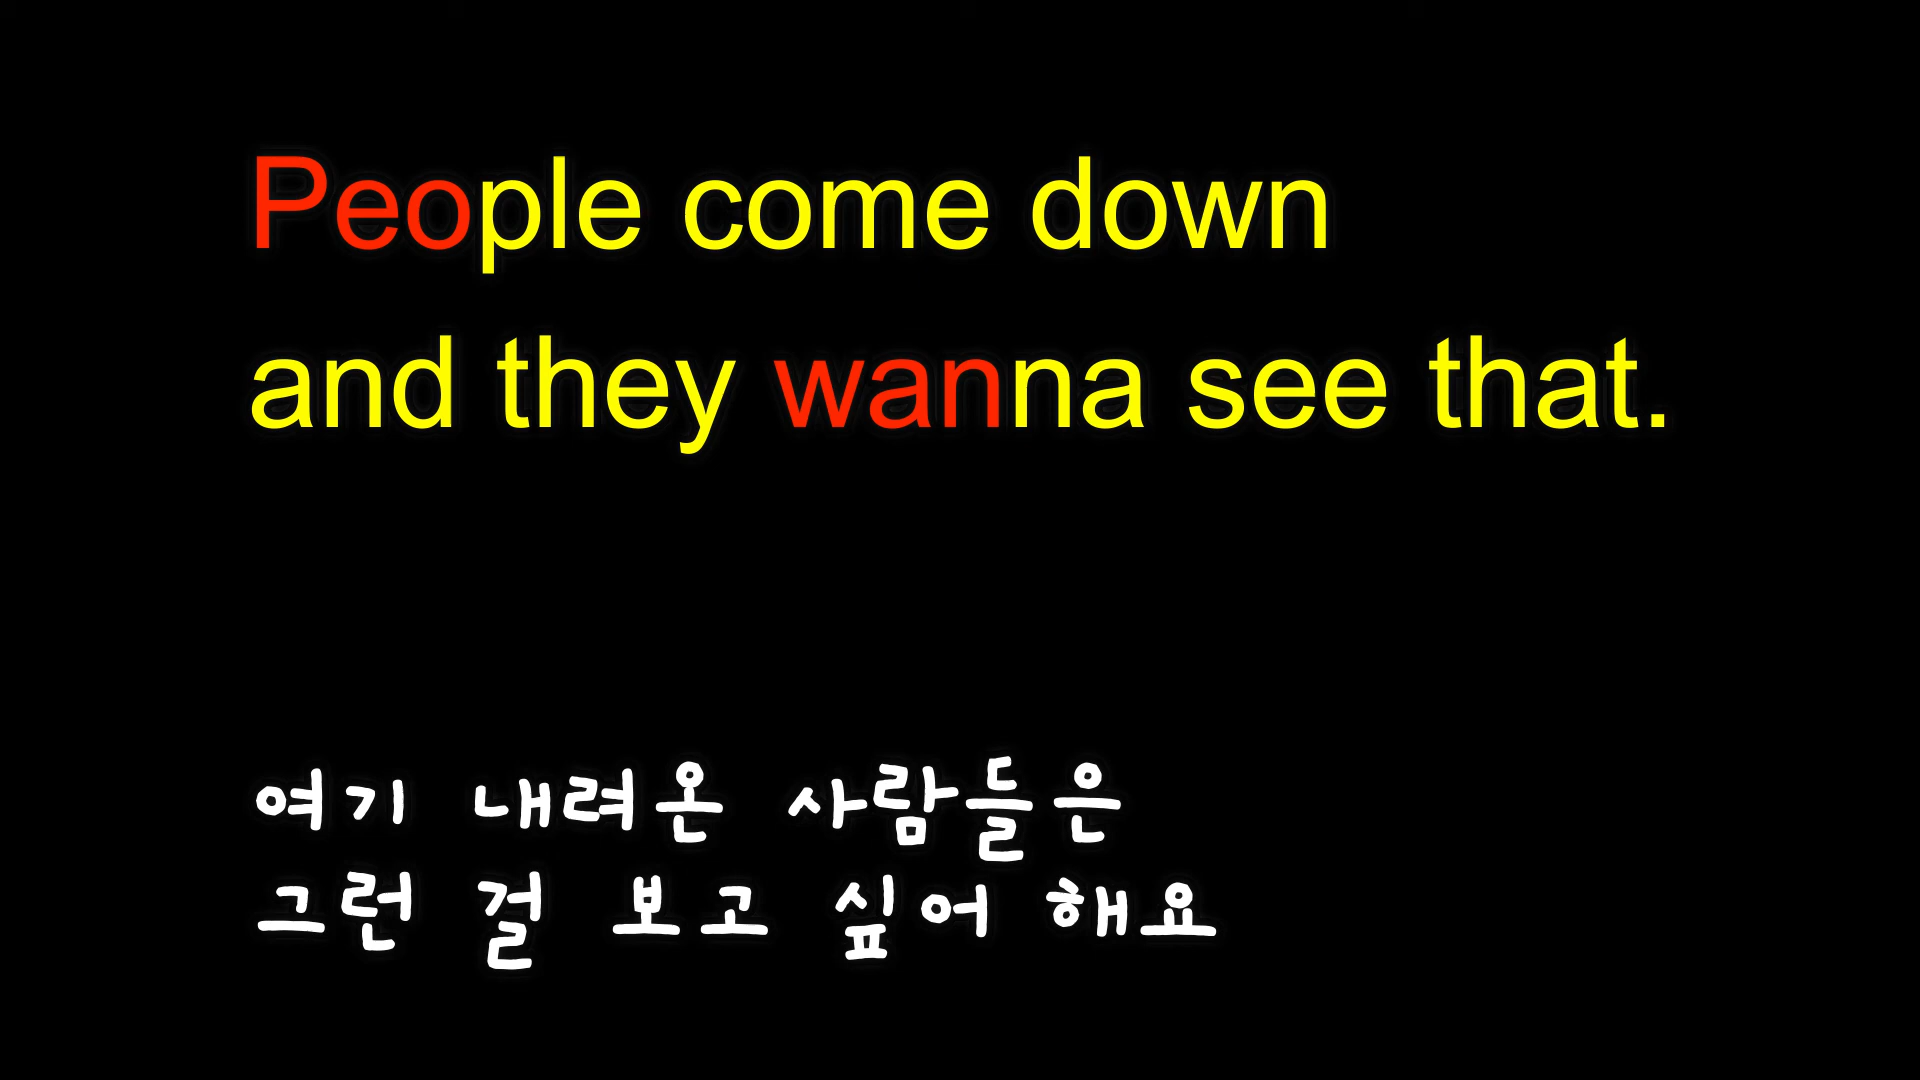 People come down
and they wanna see that.
여기 내려온 사람들은
그런 걸 보고 싶어 해요